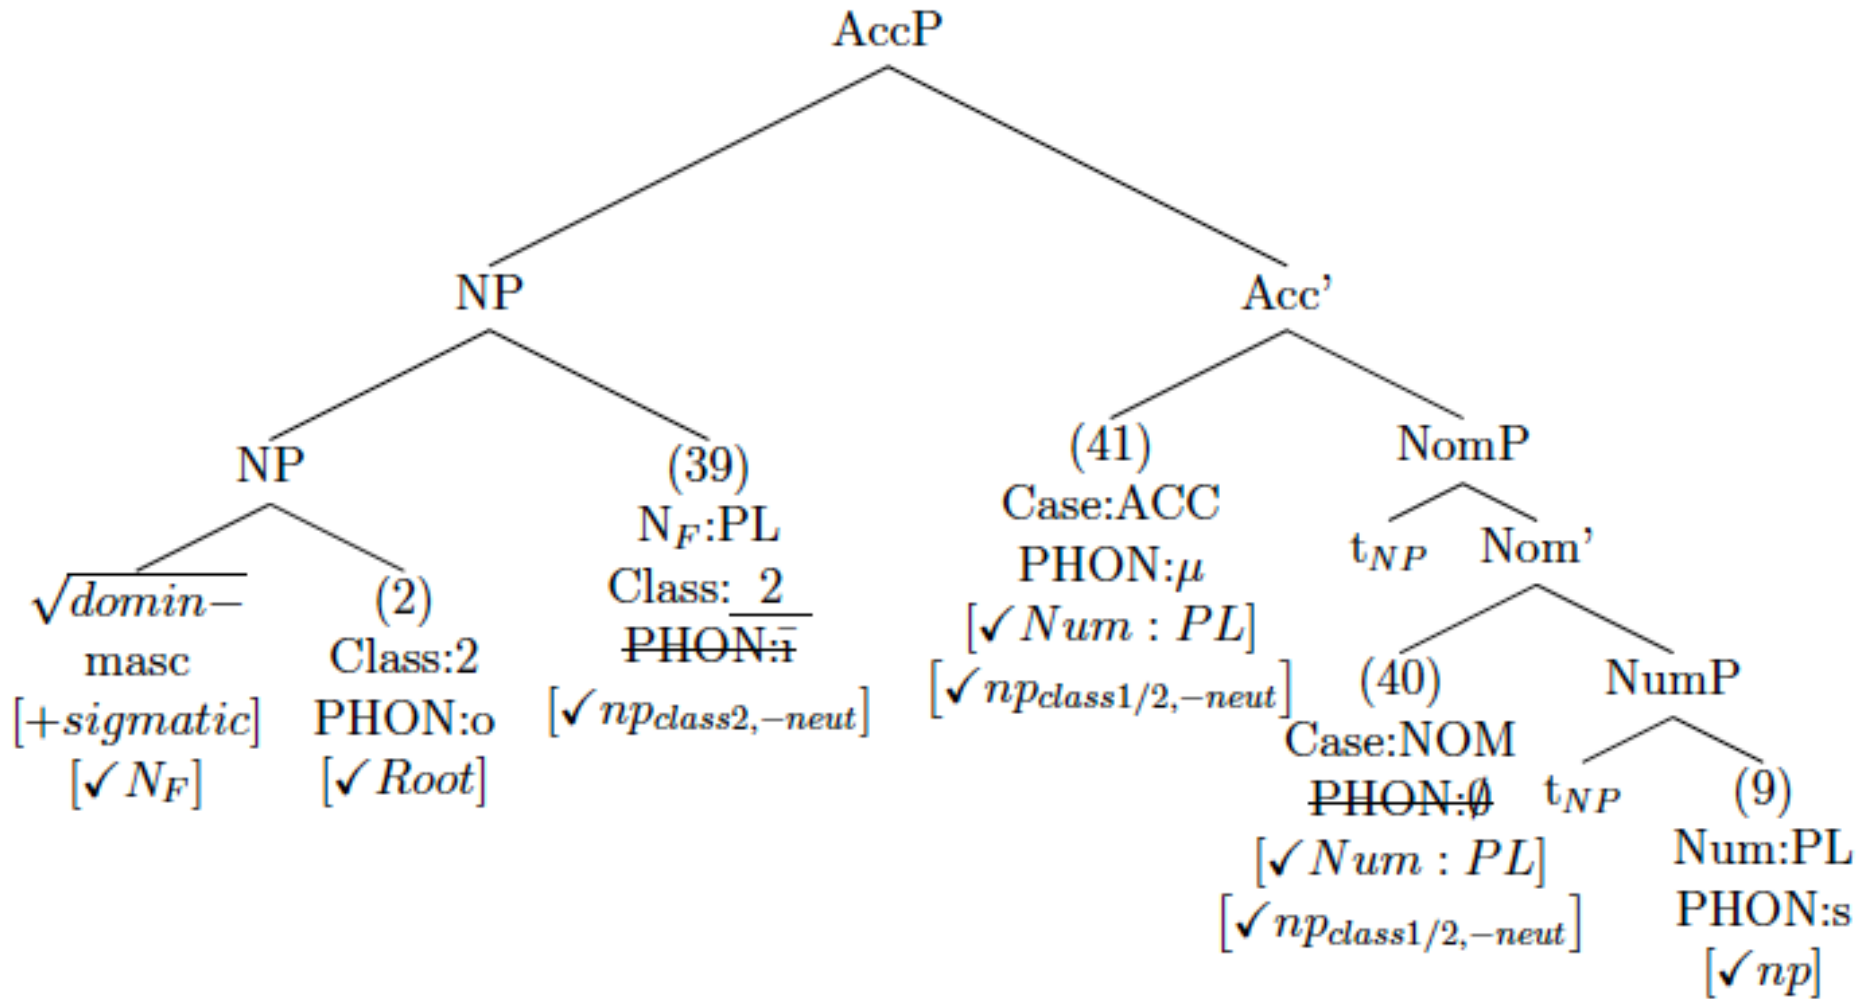 AccP
NP Acc’
NP (39) (41) NomP
N_F:PL Case:ACC
t_NP Nom’
√domin− (2) Class: 2 PHON:μ
masc Class:2 PHON:ī [✓Num : PL] (40) NumP
[+sigmatic] PHON:o [✓np_class2,−neut] [✓np_class1/2,−neut] Case:NOM
[✓N_F] [✓Root] PHON:∅ t_NP (9)
[✓Num : PL] Num:PL
[✓np_class1/2,−neut] PHON:s
[✓np]